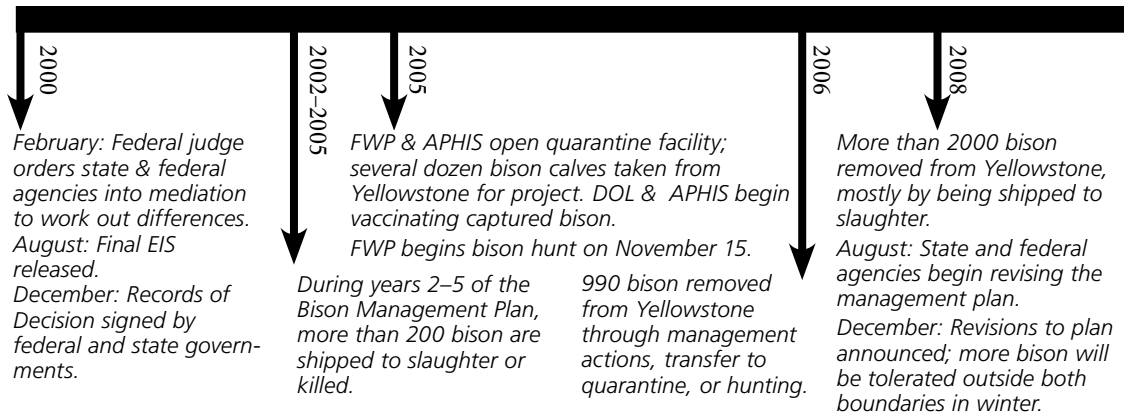 2000
February: Federal judge
orders state & federal
agencies into mediation
to work out differences.
August: Final EIS
released.
December: Records of
Decision signed by
federal and state govern-
ments.
2002–2005
During years 2–5 of the
Bison Management Plan,
more than 200 bison are
shipped to slaughter or
killed.
2005
FWP & APHIS open quarantine facility;
several dozen bison calves taken from
Yellowstone for project. DOL & APHIS begin
vaccinating captured bison.
FWP begins bison hunt on November 15.
2006
990 bison removed
from Yellowstone
through management
actions, transfer to
quarantine, or hunting.
2008
More than 2000 bison
removed from Yellowstone,
mostly by being shipped to
slaughter.
August: State and federal
agencies begin revising the
management plan.
December: Revisions to plan
announced; more bison will
be tolerated outside both
boundaries in winter.